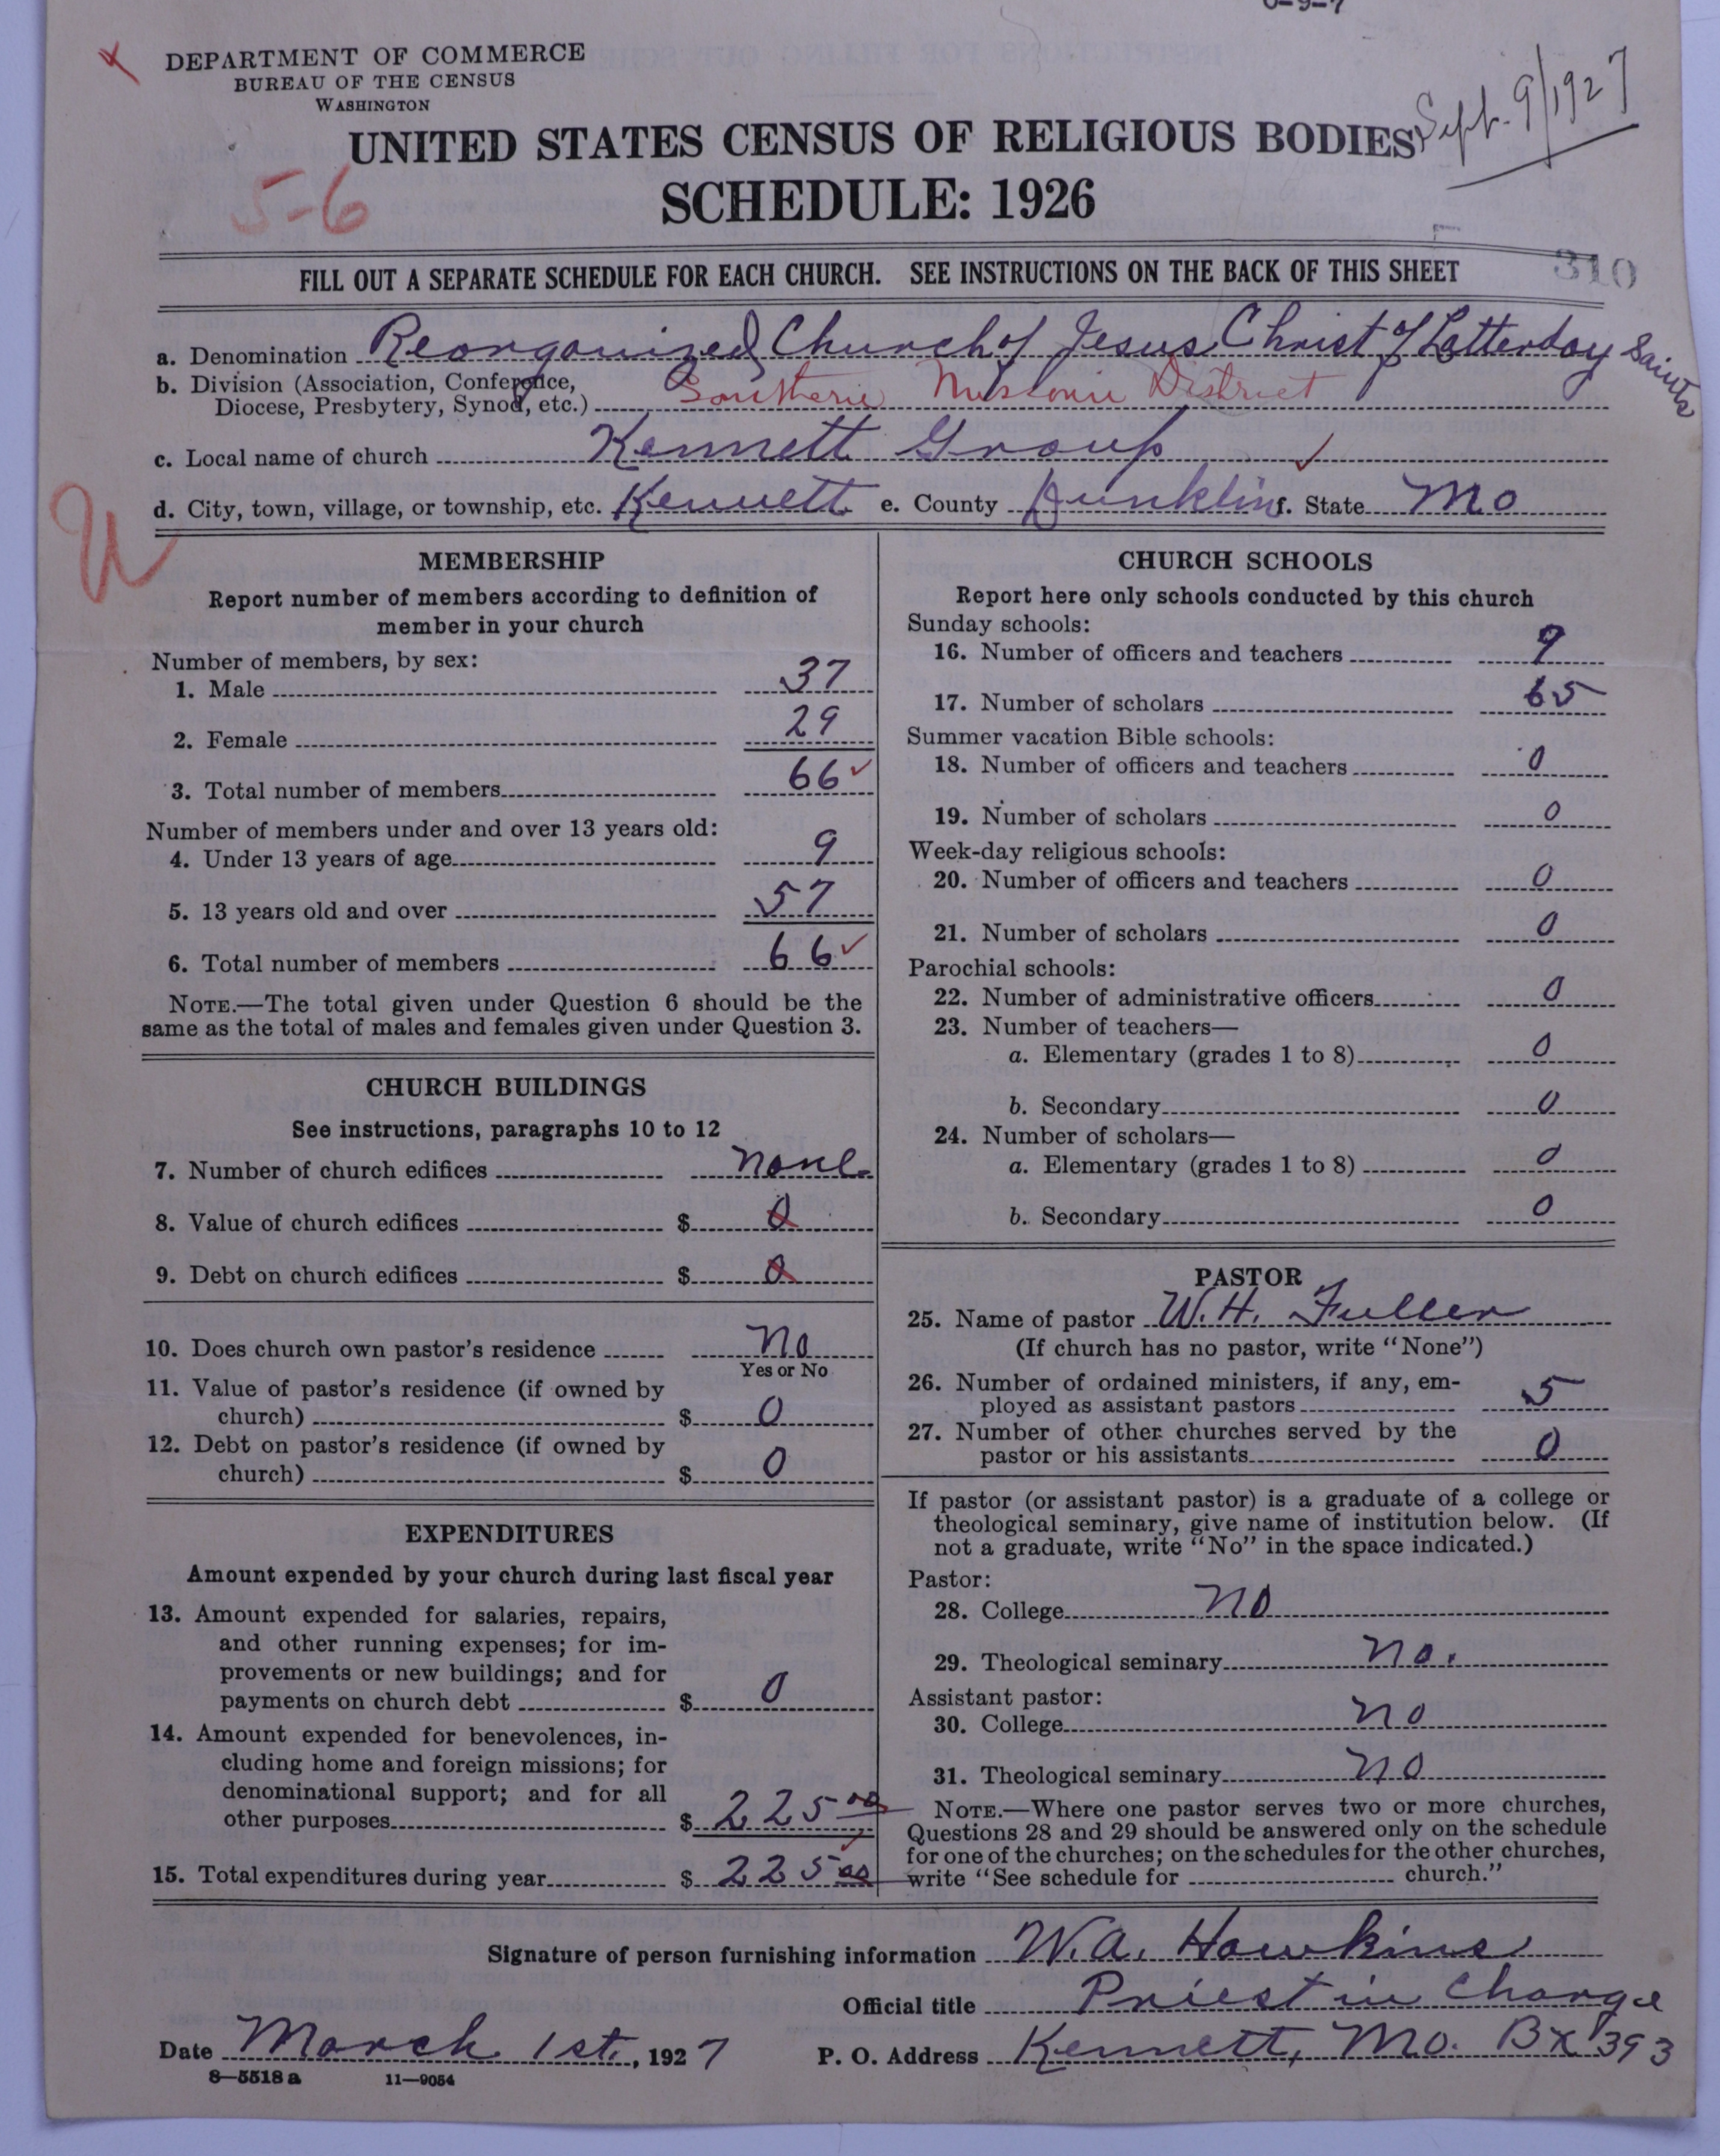 DEPARTMENT OF COMMERCE
BUREAU OF THE CENSUS
WASHINGTON
UNITED STATES CENSUS OF RELIGIOUS BODIES
Sept. 9/1927
SCHEDULE: 1926
5-6
310
FILL OUT A SEPARATE SCHEDULE FOR EACH CHURCH. SEE INSTRUCTIONS ON THE BACK OF THIS SHEET
a. Denomination Reorganized Church of Jesus Christ of Latterday Saints
b. Division (Association, Conference,
Diocese, Presbytery, Synod, etc.) Southern Missouri District
c. Local name of church Kennett Group ✓
d. City, town, village, or township, etc. Kennett e. County Dunklin f. State Mo
U
MEMBERSHIP
Report number of members according to definition of
member in your church
Number of members, by sex:
1. Male 37
2. Female 29
3. Total number of members 66 ✓
Number of members under and over 13 years old:
4. Under 13 years of age 9
5. 13 years old and over 57
6. Total number of members 66 ✓
NOTE.—The total given under Question 6 should be the
same as the total of males and females given under Question 3.
CHURCH BUILDINGS
See instructions, paragraphs 10 to 12
7. Number of church edifices none
8. Value of church edifices $ 0
9. Debt on church edifices $ 0
10. Does church own pastor's residence no
Yes or No
11. Value of pastor's residence (if owned by
church) $ 0
12. Debt on pastor's residence (if owned by
church) $ 0
EXPENDITURES
Amount expended by your church during last fiscal year
13. Amount expended for salaries, repairs,
and other running expenses; for im-
provements or new buildings; and for
payments on church debt $ 0
14. Amount expended for benevolences, in-
cluding home and foreign missions; for
denominational support; and for all
other purposes $ 225 00
15. Total expenditures during year $ 225 00
CHURCH SCHOOLS
Report here only schools conducted by this church
Sunday schools:
16. Number of officers and teachers 9
17. Number of scholars 65
Summer vacation Bible schools:
18. Number of officers and teachers 0
19. Number of scholars 0
Week-day religious schools:
20. Number of officers and teachers 0
21. Number of scholars 0
Parochial schools:
22. Number of administrative officers 0
23. Number of teachers—
a. Elementary (grades 1 to 8) 0
b. Secondary 0
24. Number of scholars—
a. Elementary (grades 1 to 8) 0
b. Secondary 0
PASTOR
25. Name of pastor W. H. Fuller
(If church has no pastor, write "None")
26. Number of ordained ministers, if any, em-
ployed as assistant pastors 5
27. Number of other churches served by the
pastor or his assistants 0
If pastor (or assistant pastor) is a graduate of a college or
theological seminary, give name of institution below. (If
not a graduate, write "No" in the space indicated.)
Pastor:
28. College no
29. Theological seminary no.
Assistant pastor:
30. College no
31. Theological seminary no
NOTE.—Where one pastor serves two or more churches,
Questions 28 and 29 should be answered only on the schedule
for one of the churches; on the schedules for the other churches,
write "See schedule for church."
Signature of person furnishing information W. A. Hawkins
Official title Priest in Charge
Date March 1st., 1927 P. O. Address Kennett, Mo. Bx 393
8—5518 a 11—9054